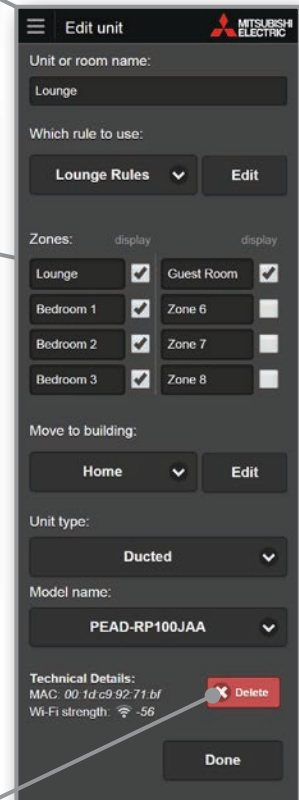 Edit unit
MITSUBISHI
ELECTRIC
Unit or room name:
Lounge
Which rule to use:
Lounge Rules Edit
Zones: display display
Lounge Guest Room
Bedroom 1 Zone 6
Bedroom 2 Zone 7
Bedroom 3 Zone 8
Move to building:
Home Edit
Unit type:
Ducted
Model name:
PEAD-RP100JAA
Technical Details:
MAC: 00:1d:c9:92:71:bf Delete
Wi-Fi strength: -56
Done